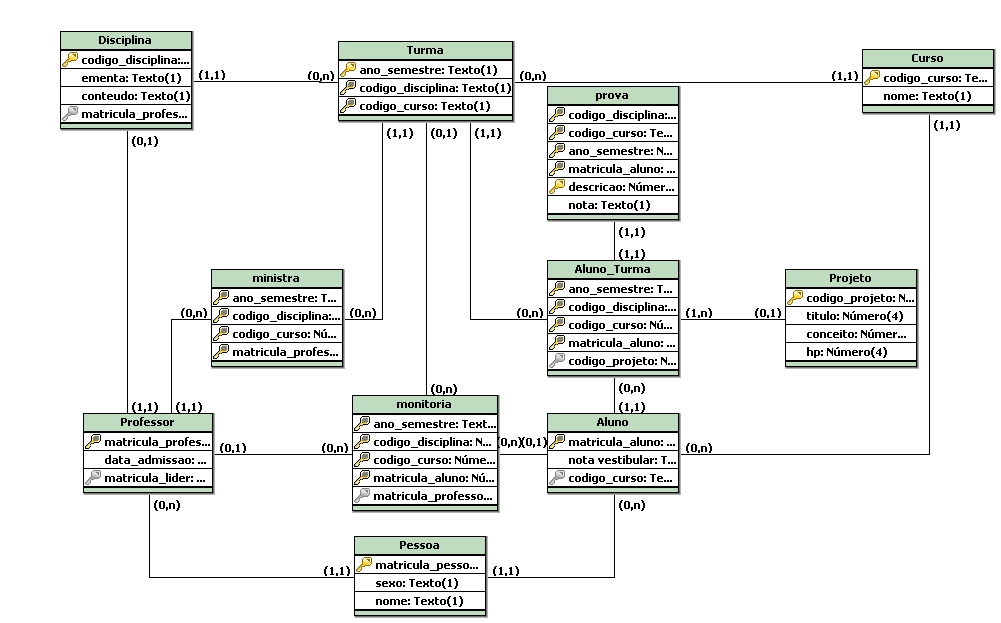 Disciplina
codigo_disciplina:...
ementa: Texto(1)
conteudo: Texto(1)
matricula_profes...
(1,1)
(0,n)
Turma
ano_semestre: Texto(1)
codigo_disciplina: Texto(1)
codigo_curso: Texto(1)
(0,n)
(1,1)
Curso
codigo_curso: Te...
nome: Texto(1)
prova
codigo_disciplina:...
codigo_curso: Te...
ano_semestre: N...
matricula_aluno: ...
descricao: Númer...
nota: Texto(1)
(0,1)
(1,1)
(0,1)
(1,1)
(1,1)
(1,1)
(1,1)
ministra
ano_semestre: T...
codigo_disciplina:...
codigo_curso: Nú...
matricula_profes...
(0,n)
(0,n)
Aluno_Turma
ano_semestre: T...
codigo_disciplina:...
codigo_curso: Nú...
matricula_aluno: ...
codigo_projeto: N...
(0,n)
(1,n)
(0,1)
Projeto
codigo_projeto: N...
titulo: Número(4)
conceito: Númer...
hp: Número(4)
(0,n)
(0,n)
(1,1)
(1,1)
(1,1)
Professor
matricula_profes...
data_admissao: ...
matricula_lider: ...
(0,1)
(0,n)
monitoria
ano_semestre: Text...
codigo_disciplina: N...
codigo_curso: Núme...
matricula_aluno: Nú...
matricula_professo...
(0,n)(0,1)
Aluno
matricula_aluno: ...
nota vestibular: T...
codigo_curso: Te...
(0,n)
(0,n)
(0,n)
Pessoa
matricula_pesso...
sexo: Texto(1)
nome: Texto(1)
(1,1)
(1,1)